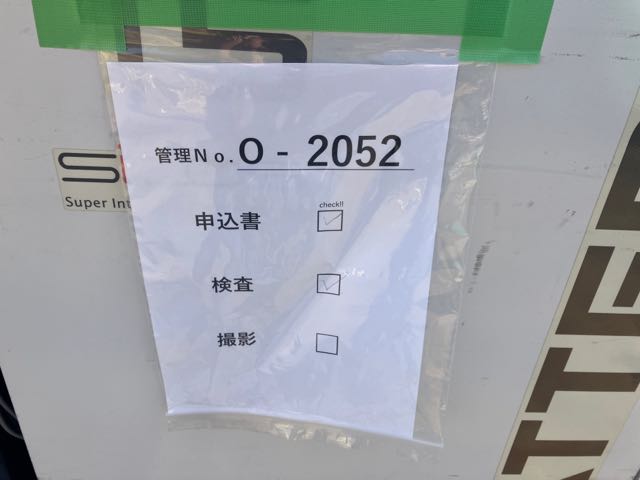 管理No. O - 2052
check!!
申込書
検査
撮影
Super Int